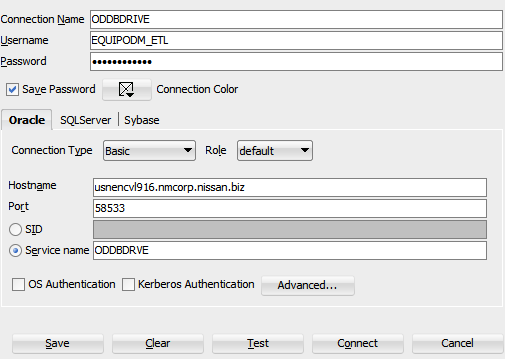 Connection Name ODDBDRIVE
Username EQUIPODM_ETL
Password ••••••••••••
Save Password Connection Color
Oracle SQLServer Sybase
Connection Type Basic Role default
Hostname usnencvl916.nmcorp.nissan.biz
Port 58533
SID
Service name ODDBDRVE
OS Authentication Kerberos Authentication Advanced...
Save Clear Test Connect Cancel